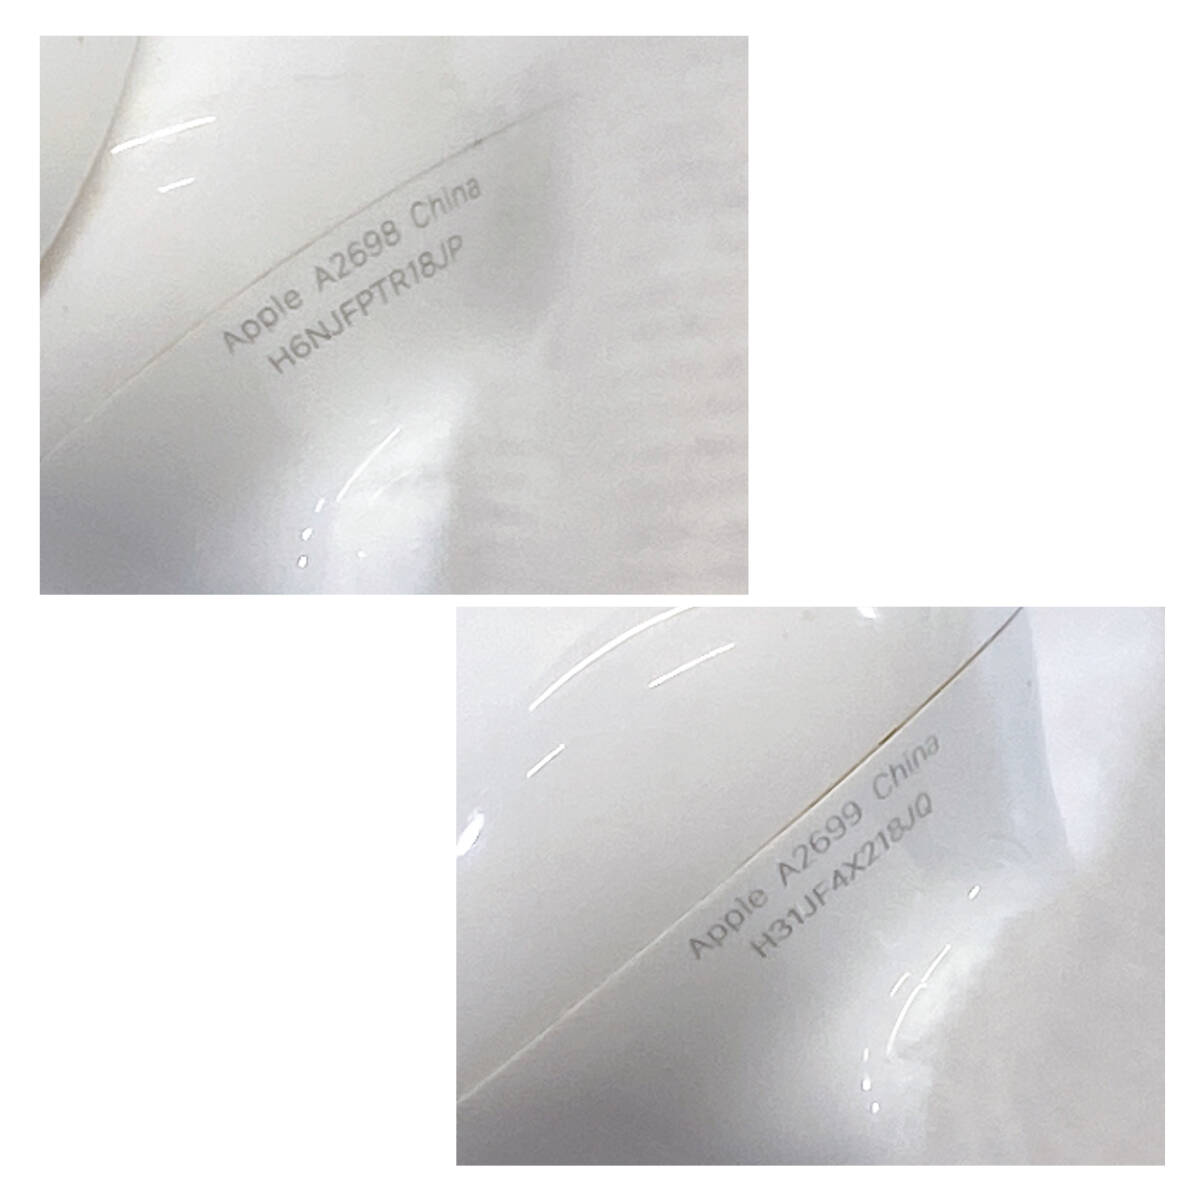 Apple A2698 China
H6NJFPTR18JP
Apple A2699 China
H31JF4X218JQ